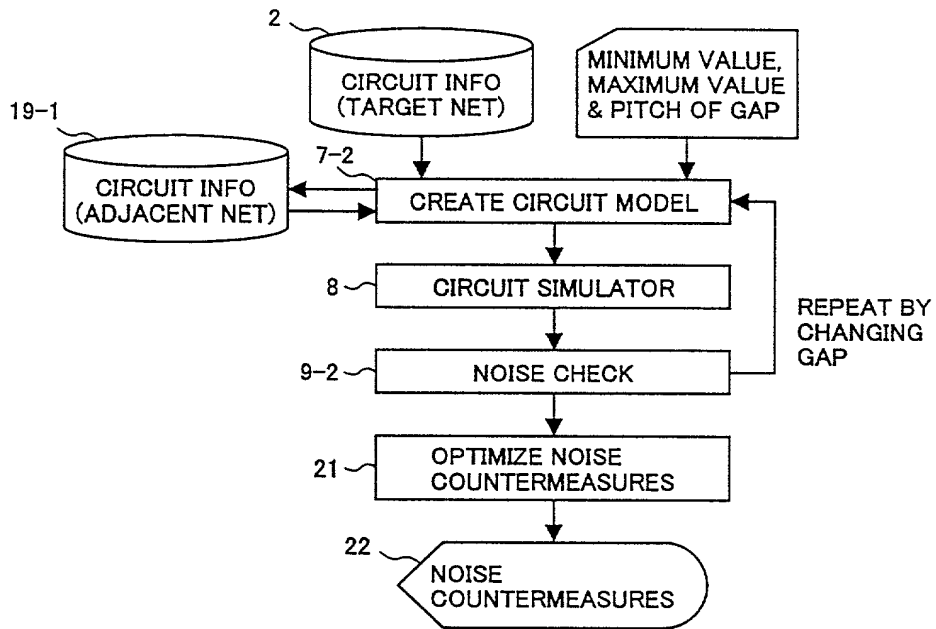 2
CIRCUIT INFO
(TARGET NET)
MINIMUM VALUE,
MAXIMUM VALUE
& PITCH OF GAP
19-1
CIRCUIT INFO
(ADJACENT NET)
7-2
CREATE CIRCUIT MODEL
8
CIRCUIT SIMULATOR
REPEAT BY
CHANGING
GAP
9-2
NOISE CHECK
21
OPTIMIZE NOISE
COUNTERMEASURES
22
NOISE
COUNTERMEASURES